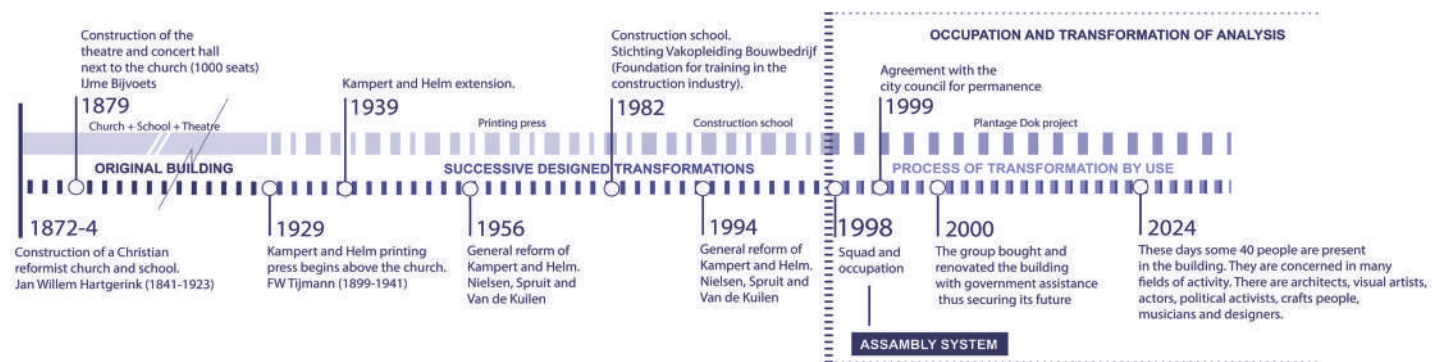 Construction of the
theatre and concert hall
next to the church (1000 seats)
IJme Bijvoets
1879
Church + School + Theatre
Kampert and Helm extension.
1939
Printing press
Construction school.
Stichting Vakopleiding Bouwbedrijf
(Foundation for training in the
construction industry).
1982
Construction school
OCCUPATION AND TRANSFORMATION OF ANALYSIS
Agreement with the
city council for permanence
1999
Plantage Dok project
ORIGINAL BUILDING
SUCCESSIVE DESIGNED TRANSFORMATIONS
PROCESS OF TRANSFORMATION BY USE
1872-4
Construction of a Christian
reformist church and school.
Jan Willem Hartgerink (1841-1923)
1929
Kampert and Helm printing
press begins above the church.
FW Tijmann (1899-1941)
1956
General reform of
Kampert and Helm.
Nielsen, Spruit and
Van de Kuilen
1994
General reform of
Kampert and Helm.
Nielsen, Spruit and
Van de Kuilen
1998
Squad and
occupation
ASSAMBLY SYSTEM
2000
The group bought and
renovated the building
with government assistance
thus securing its future
2024
These days some 40 people are present
in the building. They are concerned in many
fields of activity. There are architects, visual artists,
actors, political activists, crafts people,
musicians and designers.